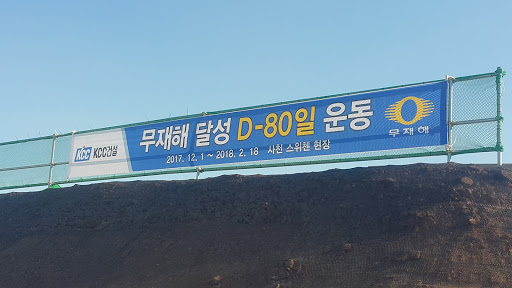 KCC KCC건설
무재해 달성 D-80일 운동
2017. 12. 1 ~ 2018. 2. 18 사천 스위첸 현장
무재해